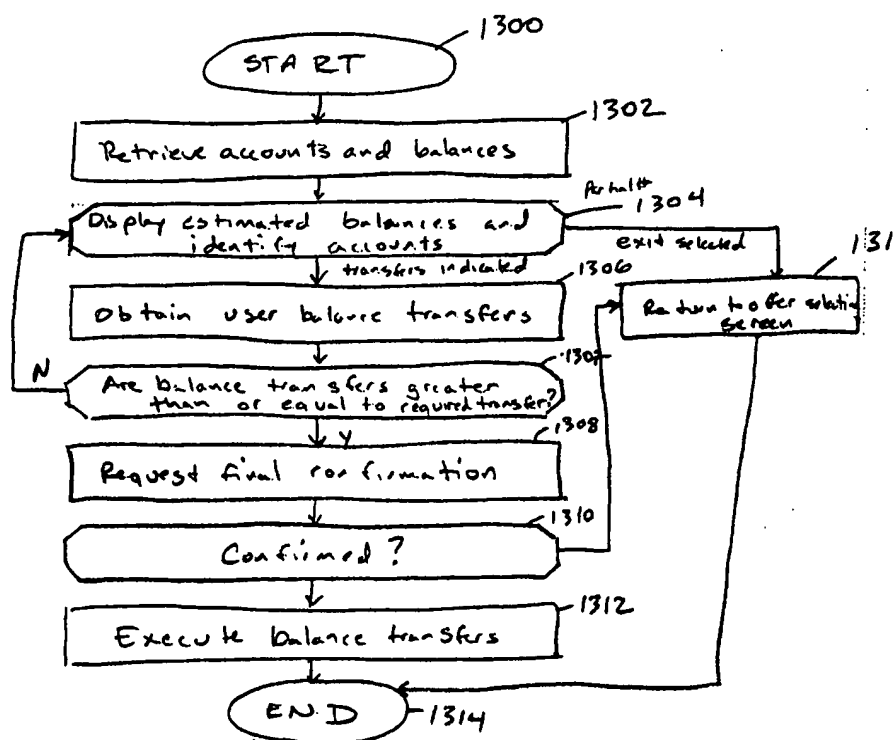 1300
START
1302
Retrieve accounts and balances
1304
Display estimated balances and
identify accounts
exit selected
131
transfers indicated
1306
Obtain user balance transfers
Return to offer selection
screen
1307
N
Are balance transfers greater
than or equal to required transfer?
Y
1308
Request final confirmation
1310
Confirmed?
1312
Execute balance transfers
END
1314